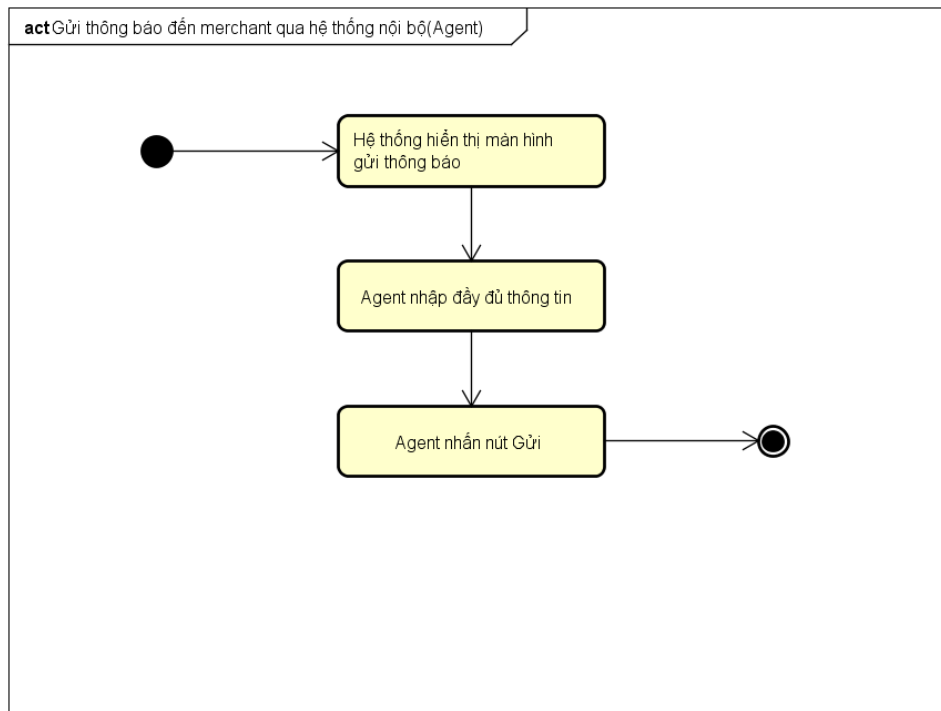 act Gửi thông báo đến merchant qua hệ thống nội bộ(Agent)
Hệ thống hiển thị màn hình
gửi thông báo
Agent nhập đầy đủ thông tin
Agent nhấn nút Gửi